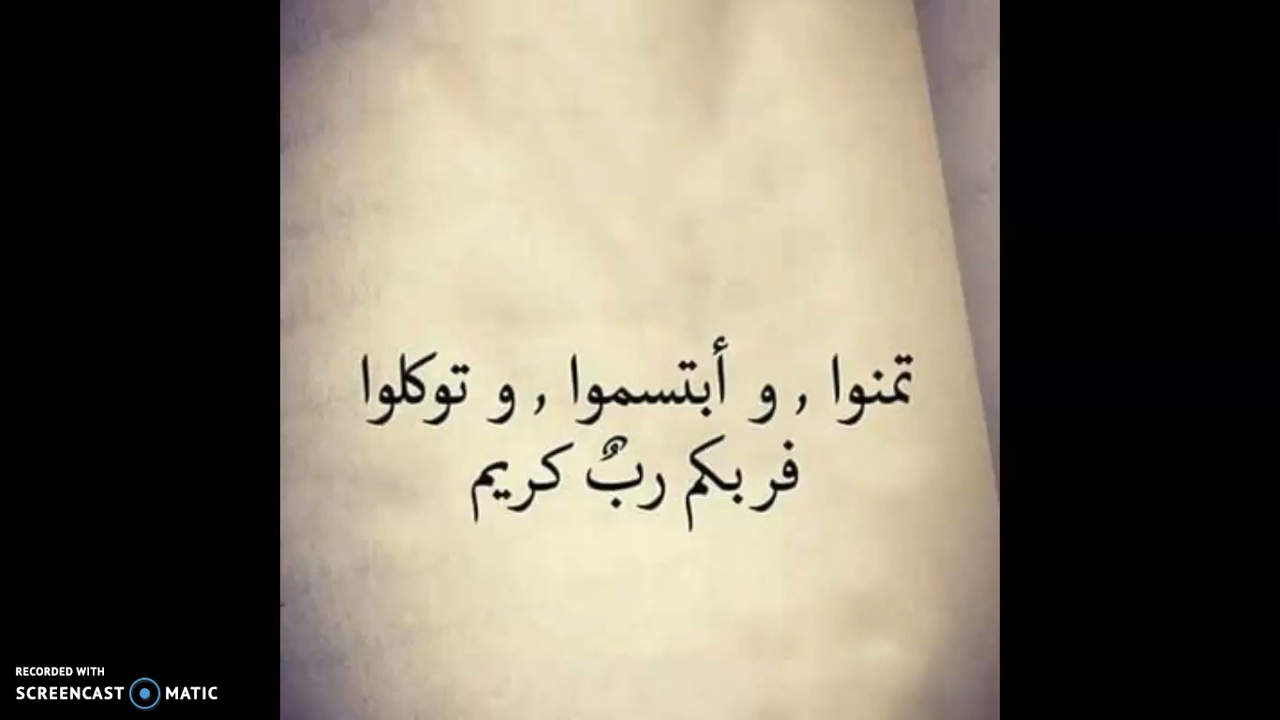 تمنوا , و أبتسموا , و توكلوا
فربكم ربٌ كريم
RECORDED WITH
SCREENCAST MATIC